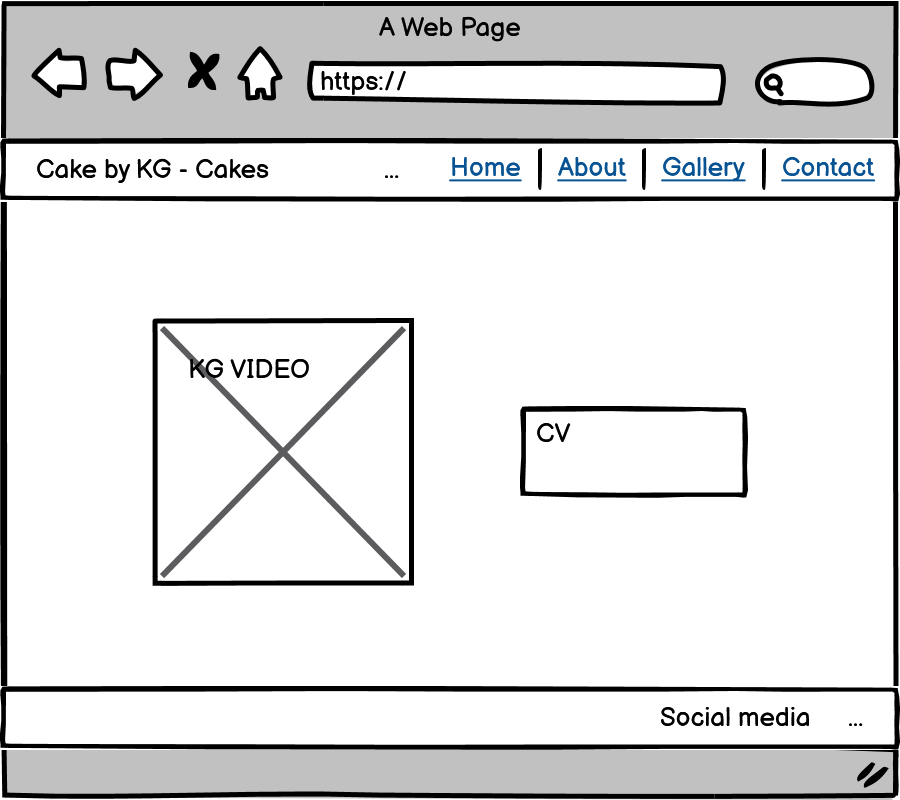 A Web Page
https://
Cake by KG - Cakes ... Home About Gallery Contact
KG VIDEO
CV
Social media ...